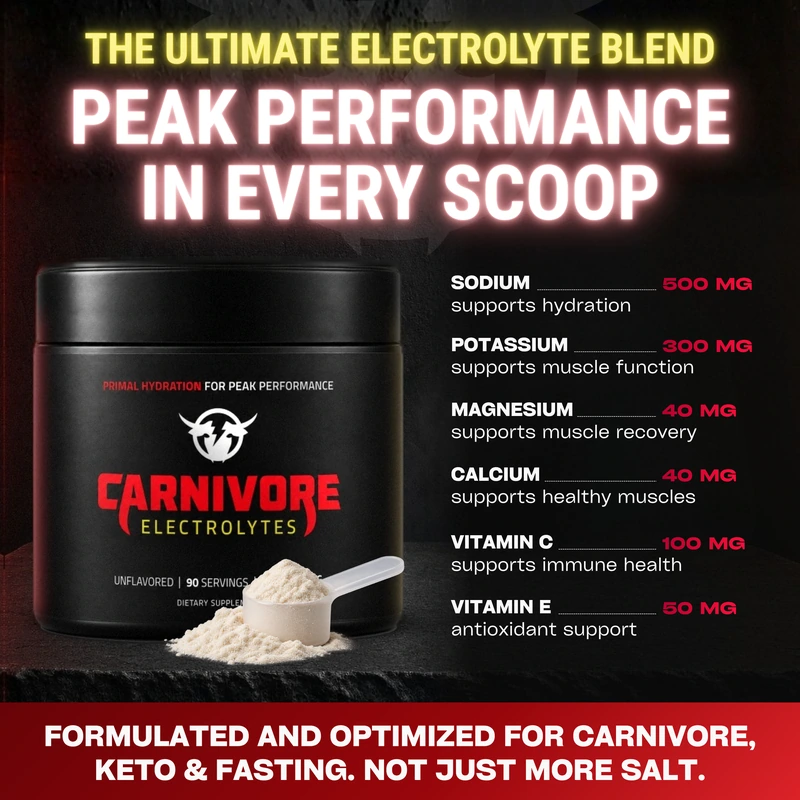 THE ULTIMATE ELECTROLYTE BLEND
PEAK PERFORMANCE
IN EVERY SCOOP
PRIMAL HYDRATION FOR PEAK PERFORMANCE
CARNIVORE
ELECTROLYTES
UNFLAVORED | 90 SERVINGS
DIETARY
SODIUM 500 MG
supports hydration
POTASSIUM 300 MG
supports muscle function
MAGNESIUM 40 MG
supports muscle recovery
CALCIUM 40 MG
supports healthy muscles
VITAMIN C 100 MG
supports immune health
VITAMIN E 50 MG
antioxidant support
FORMULATED AND OPTIMIZED FOR CARNIVORE,
KETO & FASTING. NOT JUST MORE SALT.